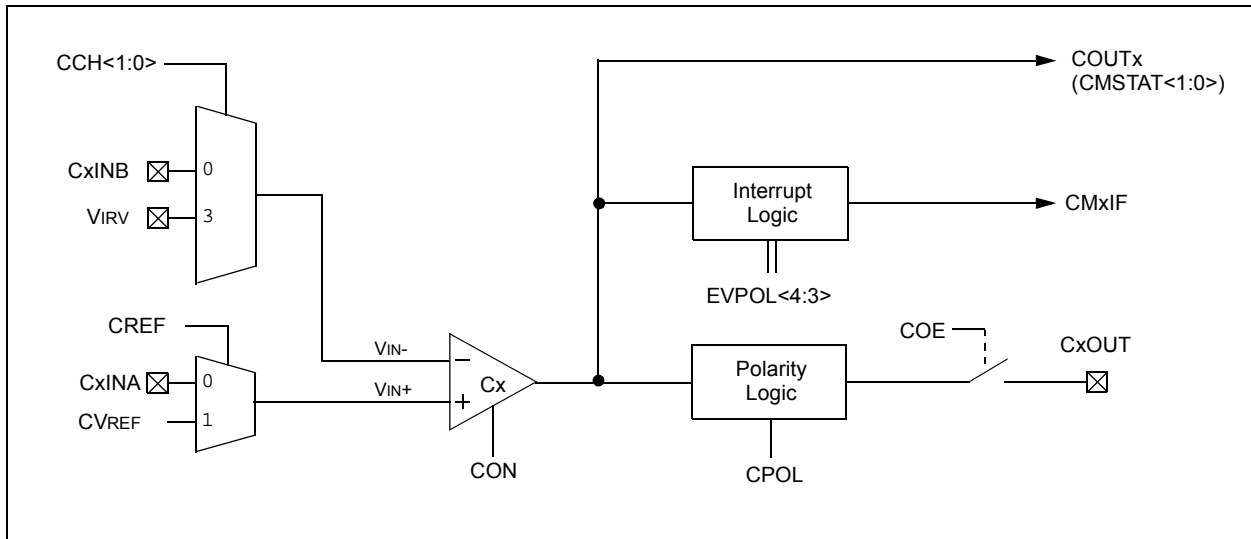 CCH<1:0>
COUTx
(CMSTAT<1:0>)
CxINB
0
VIRV
3
Interrupt
Logic
CMxIF
EVPOL<4:3>
CREF
COE
CxOUT
CxINA
0
CVREF
1
VIN-
VIN+
−
+
Cx
Polarity
Logic
CON
CPOL